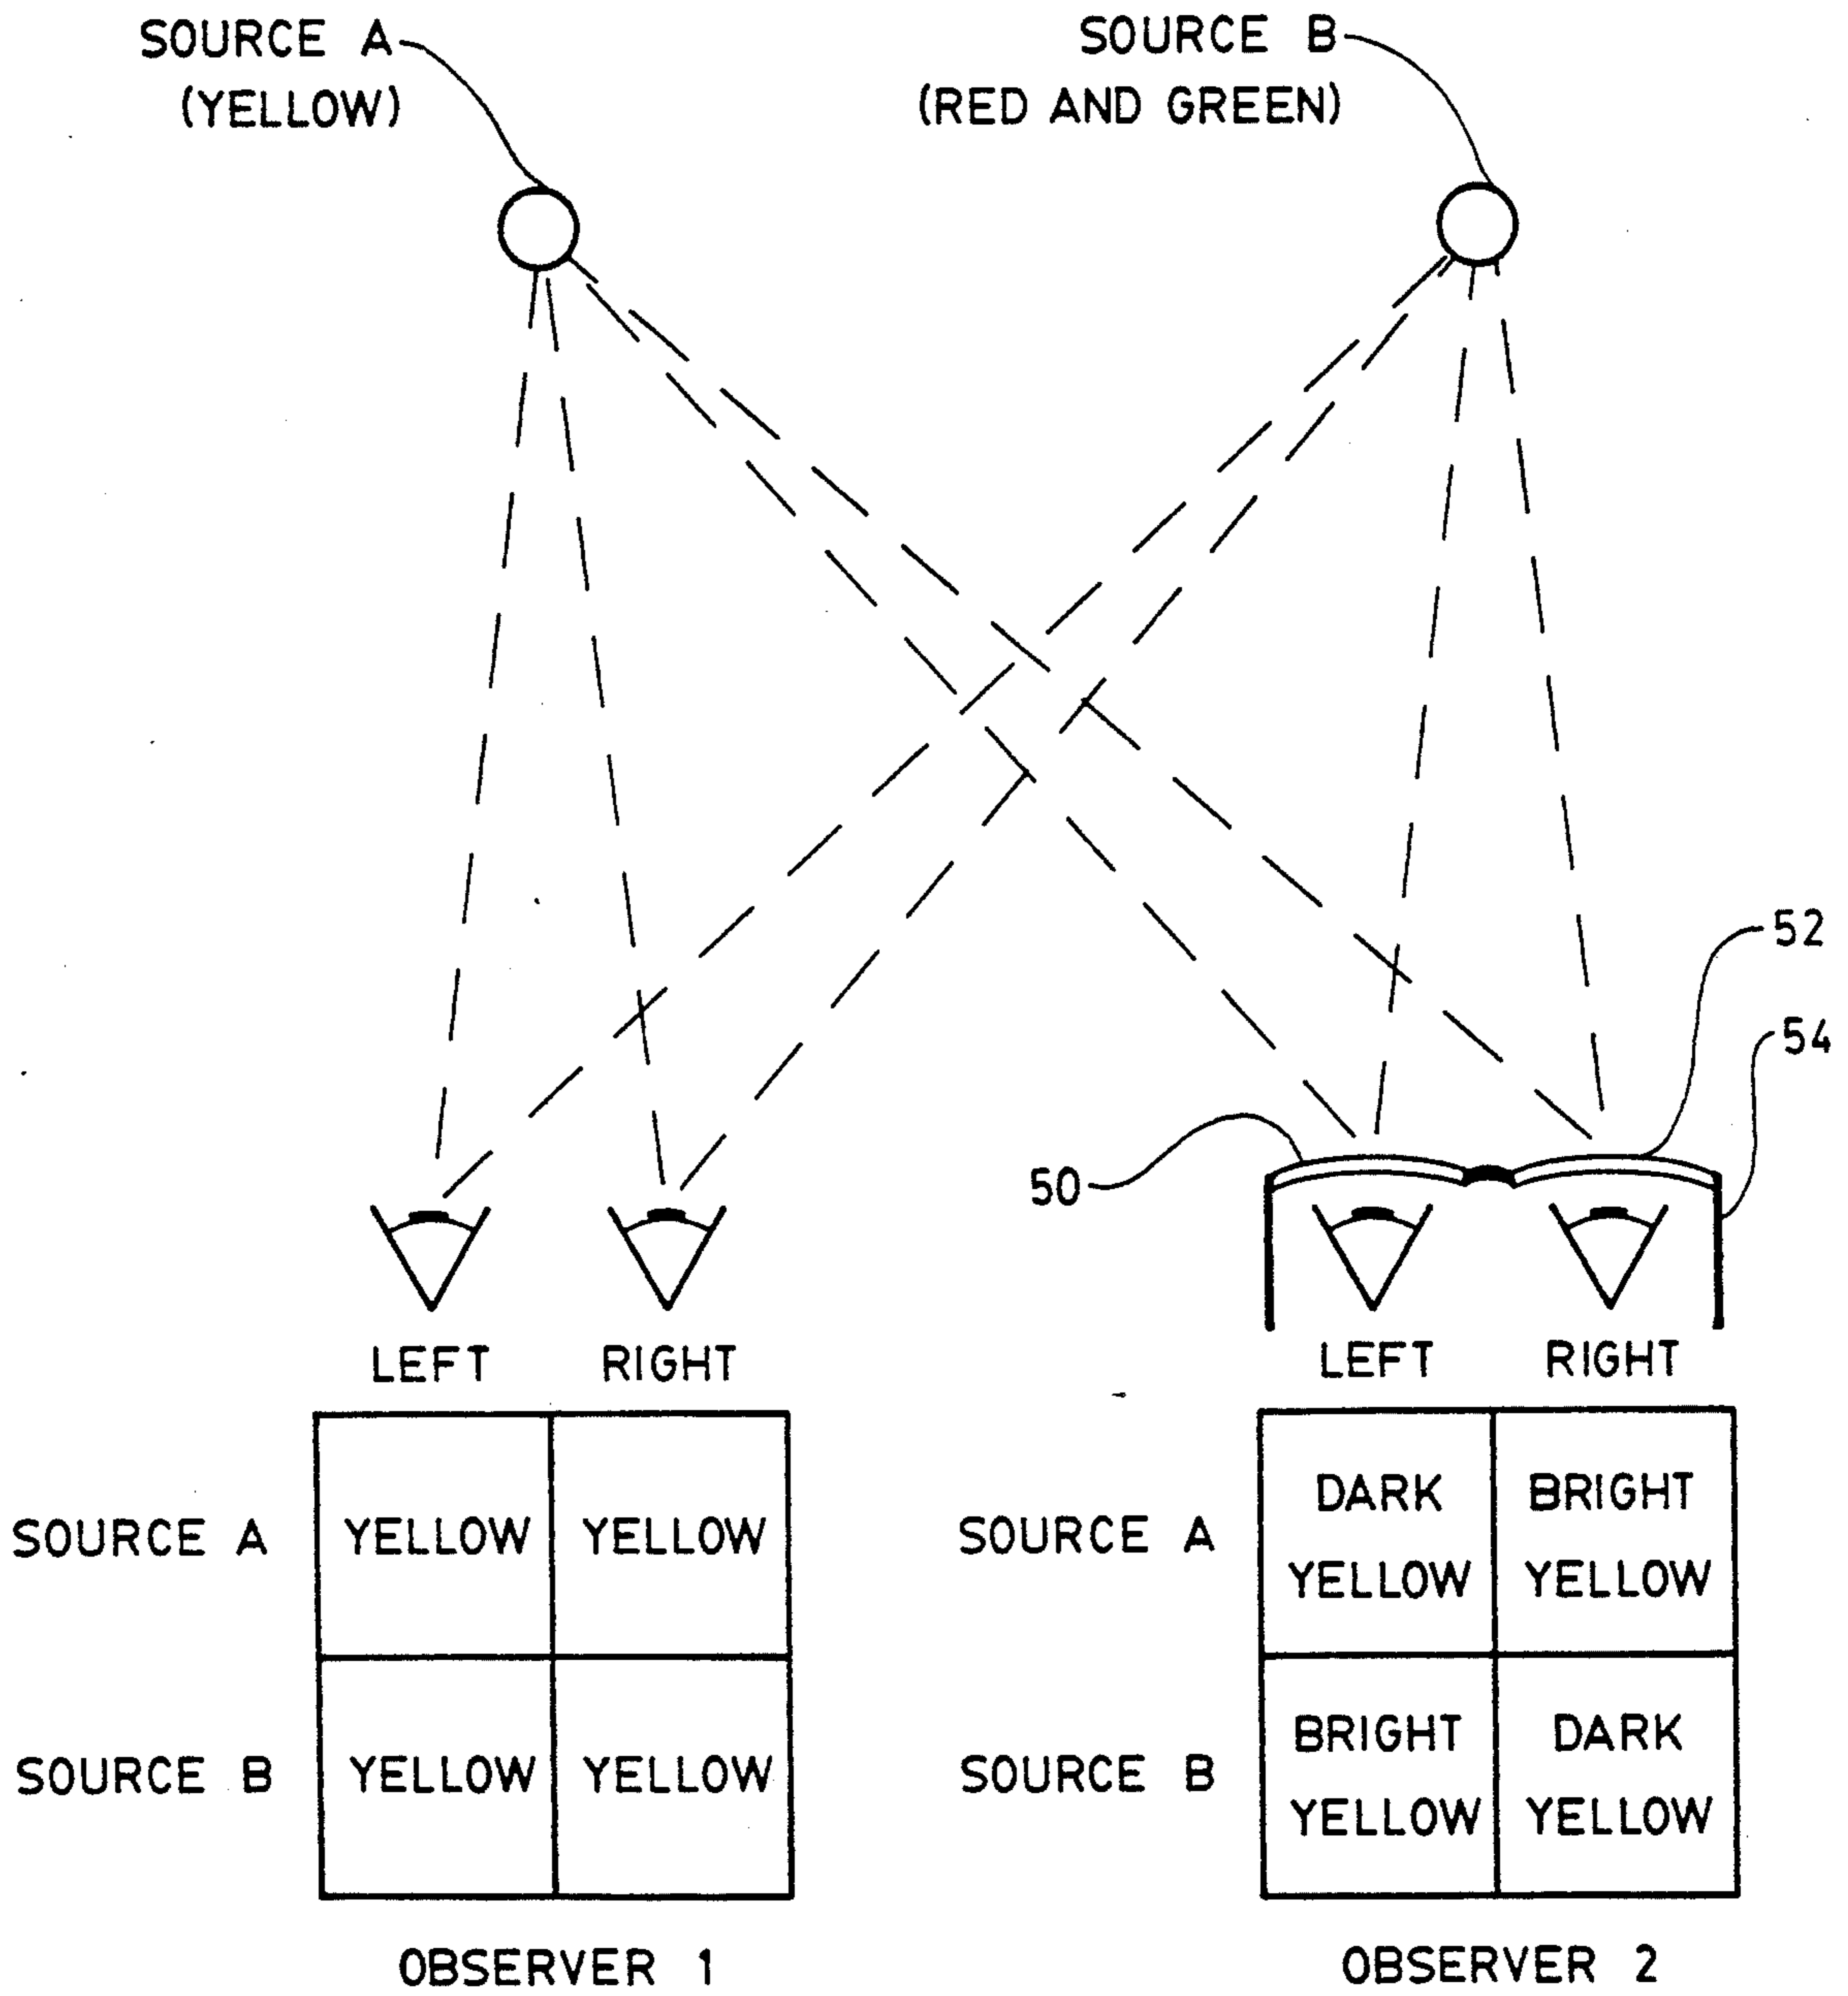 SOURCE A
(YELLOW)
SOURCE B
(RED AND GREEN)
52
54
50
LEFT RIGHT
LEFT RIGHT
SOURCE A
YELLOW YELLOW
SOURCE B
YELLOW YELLOW
OBSERVER 1
SOURCE A
DARK YELLOW
BRIGHT YELLOW
SOURCE B
BRIGHT YELLOW
DARK YELLOW
OBSERVER 2